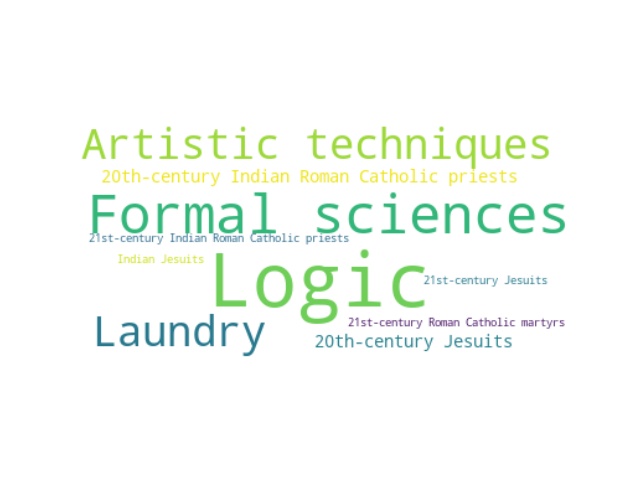 Artistic techniques
20th-century Indian Roman Catholic priests
Formal sciences
21st-century Indian Roman Catholic priests
Indian Jesuits
Logic
21st-century Jesuits
Laundry
21st-century Roman Catholic martyrs
20th-century Jesuits